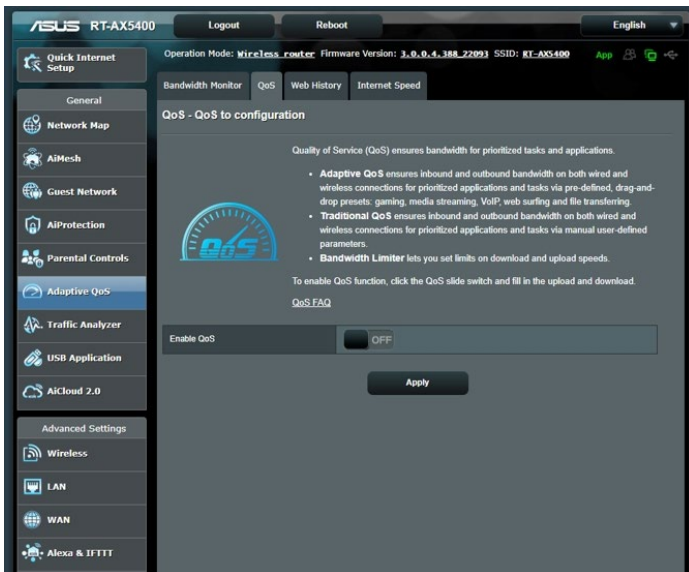 ASUS RT-AX5400 Logout Reboot English
Quick Internet Setup
Operation Mode: Wireless router Firmware Version: 3.0.0.4.388_22093 SSID: RT-AX5400 App
Bandwidth Monitor QoS Web History Internet Speed
General
Network Map
AiMesh
Guest Network
AiProtection
Parental Controls
Adaptive QoS
Traffic Analyzer
USB Application
AiCloud 2.0
Advanced Settings
Wireless
LAN
WAN
Alexa & IFTTT
QoS - QoS to configuration
QoS
Quality of Service (QoS) ensures bandwidth for prioritized tasks and applications.
• Adaptive QoS ensures inbound and outbound bandwidth on both wired and
wireless connections for prioritized applications and tasks via pre-defined, drag-and-
drop presets: gaming, media streaming, VoIP, web surfing and file transferring.
• Traditional QoS ensures inbound and outbound bandwidth on both wired and
wireless connections for prioritized applications and tasks via manual user-defined
parameters.
• Bandwidth Limiter lets you set limits on download and upload speeds.
To enable QoS function, click the QoS slide switch and fill in the upload and download.
QoS FAQ
Enable QoS OFF
Apply